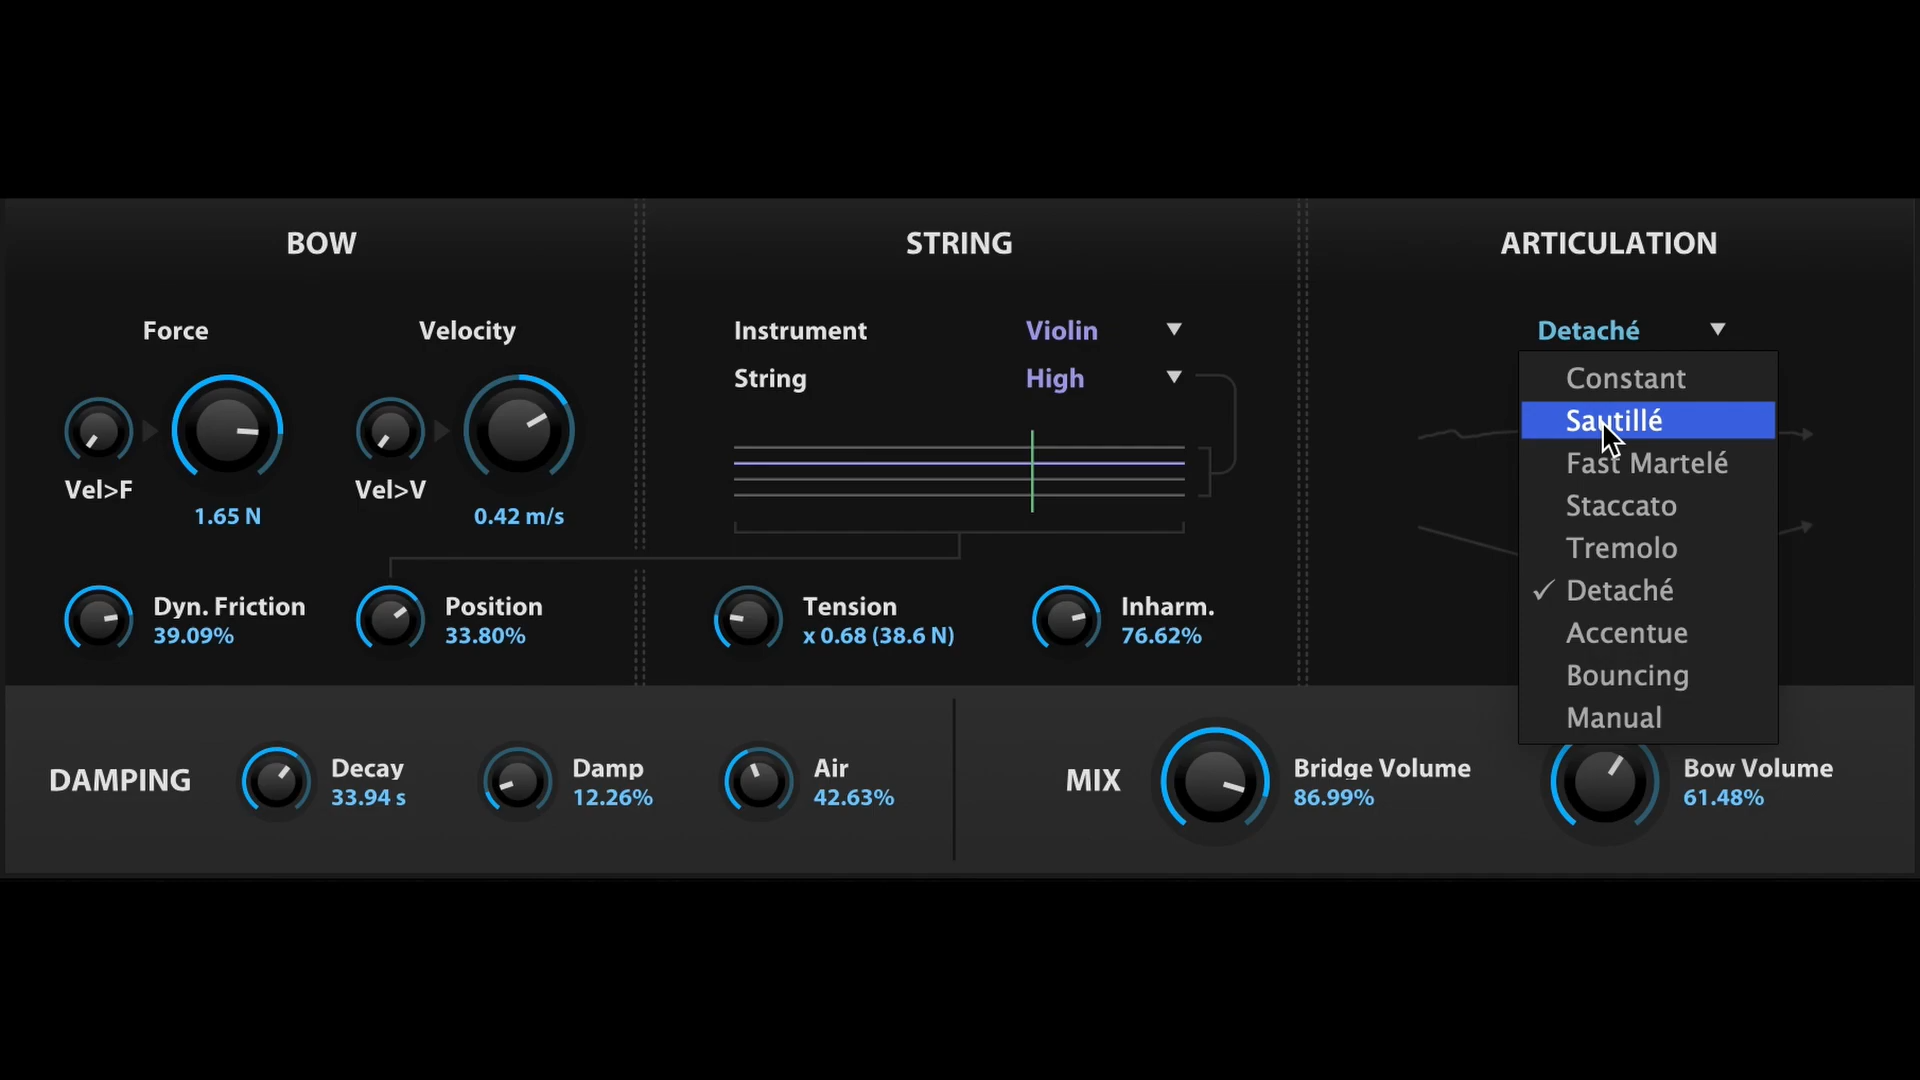 BOW
STRING
ARTICULATION
Force
Velocity
Instrument
Violin
Detaché
String
High
Constant
Sautillé
Fast Martelé
Staccato
Tremolo
Detaché
Accentue
Bouncing
Manual
Vel>F
Vel>V
1.65 N
0.42 m/s
Dyn. Friction
39.09%
Position
33.80%
Tension
x 0.68 (38.6 N)
Inharm.
76.62%
DAMPING
Decay
33.94 s
Damp
12.26%
Air
42.63%
MIX
Bridge Volume
86.99%
Bow Volume
61.48%